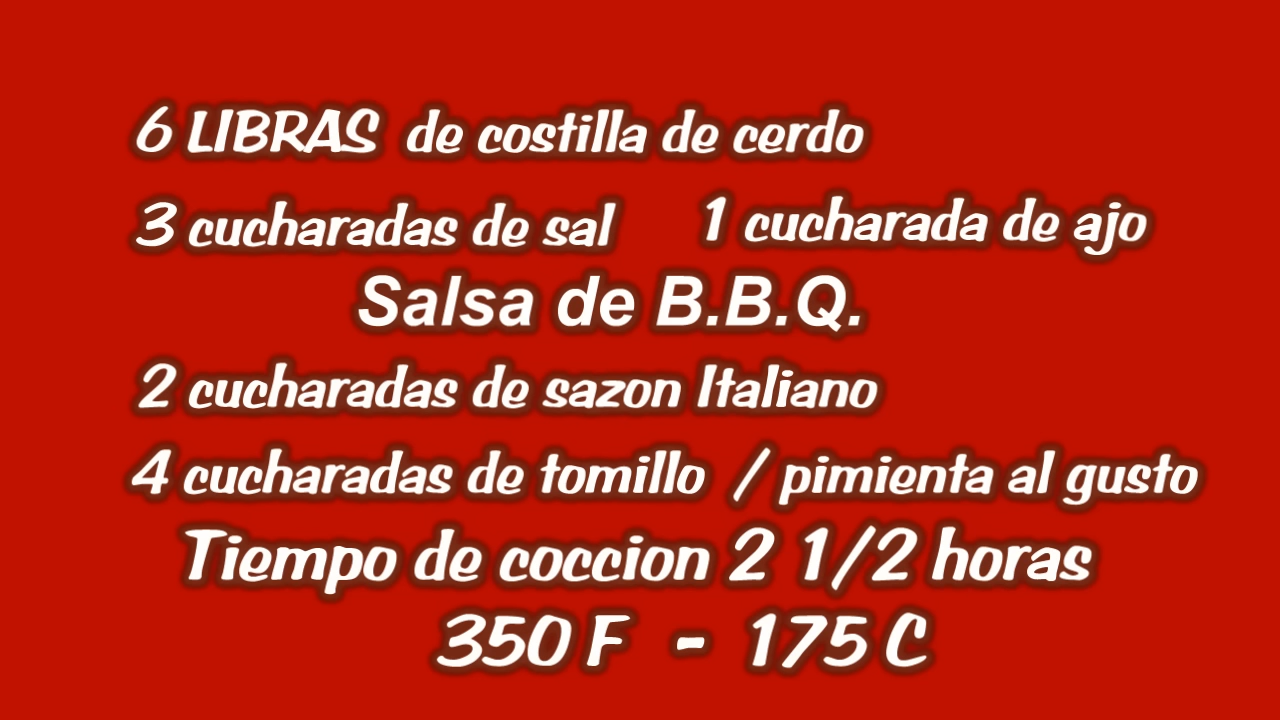 6 LIBRAS de costilla de cerdo
3 cucharadas de sal 1 cucharada de ajo
Salsa de B.B.Q.
2 cucharadas de sazon Italiano
4 cucharadas de tomillo / pimienta al gusto
Tiempo de coccion 2 1/2 horas
350 F - 175 C